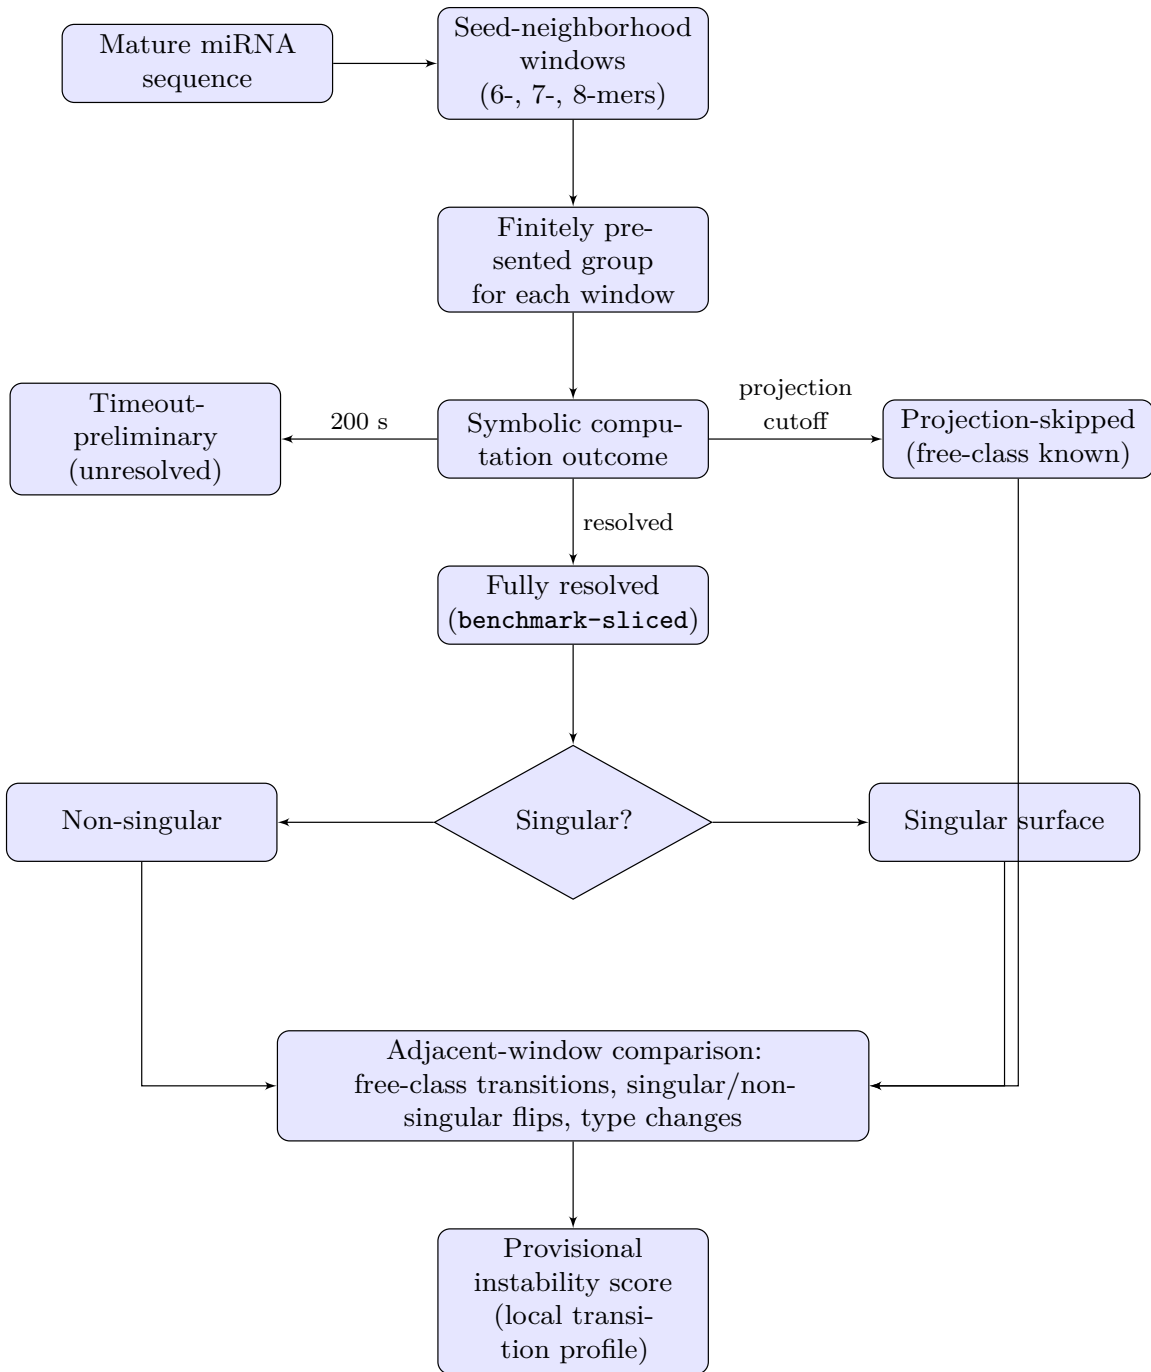 Mature miRNA
sequence
Seed-neighborhood
windows
(6-, 7-, 8-mers)
Finitely pre-
sented group
for each window
Timeout-
preliminary
(unresolved)
200 s
Symbolic compu-
tation outcome
projection
cutoff
Projection-skipped
(free-class known)
resolved
Fully resolved
(benchmark-sliced)
Non-singular
Singular?
Singular surface
Adjacent-window comparison:
free-class transitions, singular/non-
singular flips, type changes
Provisional
instability score
(local transi-
tion profile)